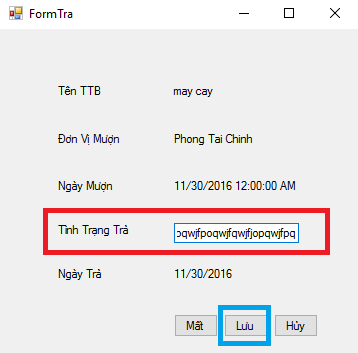 FormTra
Tên TTB may cay
Đơn Vị Mượn Phong Tai Chinh
Ngày Mượn 11/30/2016 12:00:00 AM
Tình Trạng Trả oqwjfpoqwjfqwjfjopqwjfpq
Ngày Trả 11/30/2016
Mất Lưu Hủy